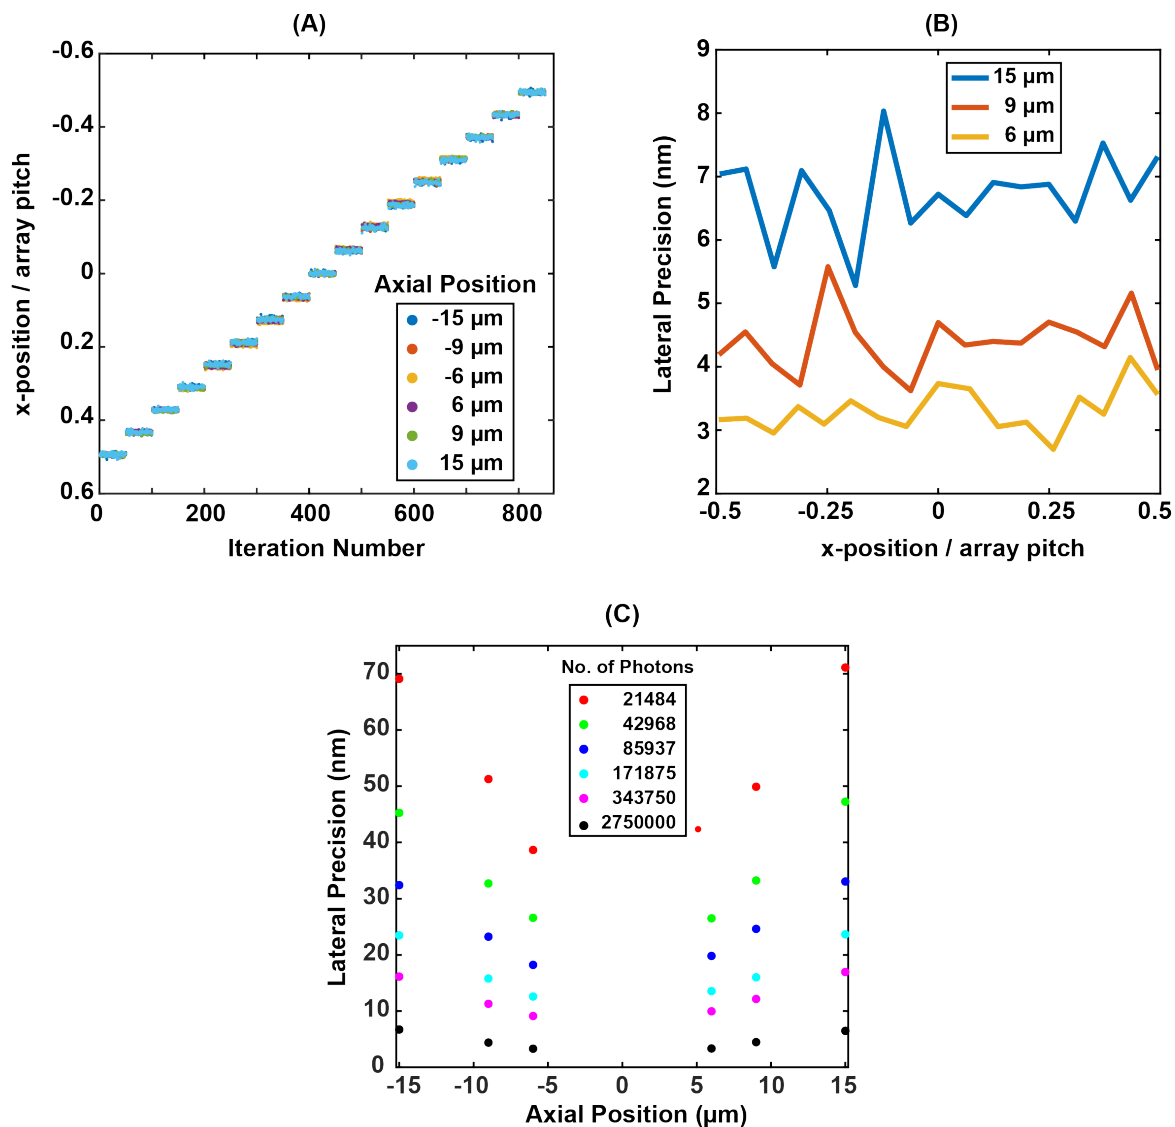 (A)
-0.6
-0.4
-0.2
0
0.2
0.4
0.6
x-position / array pitch
0 200 400 600 800
Iteration Number
Axial Position
-15 µm
-9 µm
-6 µm
6 µm
9 µm
15 µm
(B)
9
8
7
6
5
4
3
2
Lateral Precision (nm)
-0.5 -0.25 0 0.25 0.5
x-position / array pitch
15 µm
9 µm
6 µm
(C)
70
60
50
40
30
20
10
0
Lateral Precision (nm)
-15 -10 -5 0 5 10 15
Axial Position (µm)
No. of Photons
21484
42968
85937
171875
343750
2750000